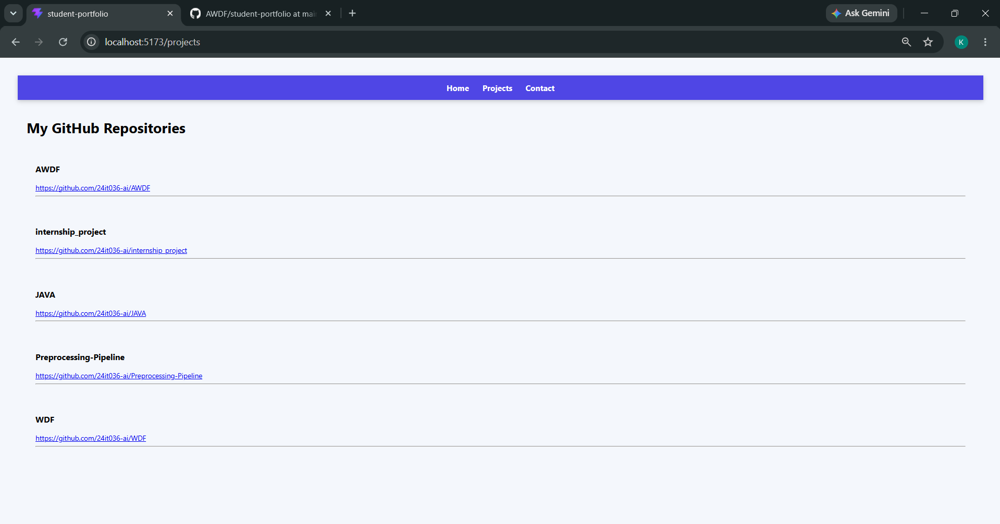 student-portfolio
AWDF/student-portfolio at mai
Ask Gemini
localhost:5173/projects
K
Home Projects Contact
My GitHub Repositories
AWDF
https://github.com/24it036-ai/AWDF
internship_project
https://github.com/24it036-ai/internship_project
JAVA
https://github.com/24it036-ai/JAVA
Preprocessing-Pipeline
https://github.com/24it036-ai/Preprocessing-Pipeline
WDF
https://github.com/24it036-ai/WDF